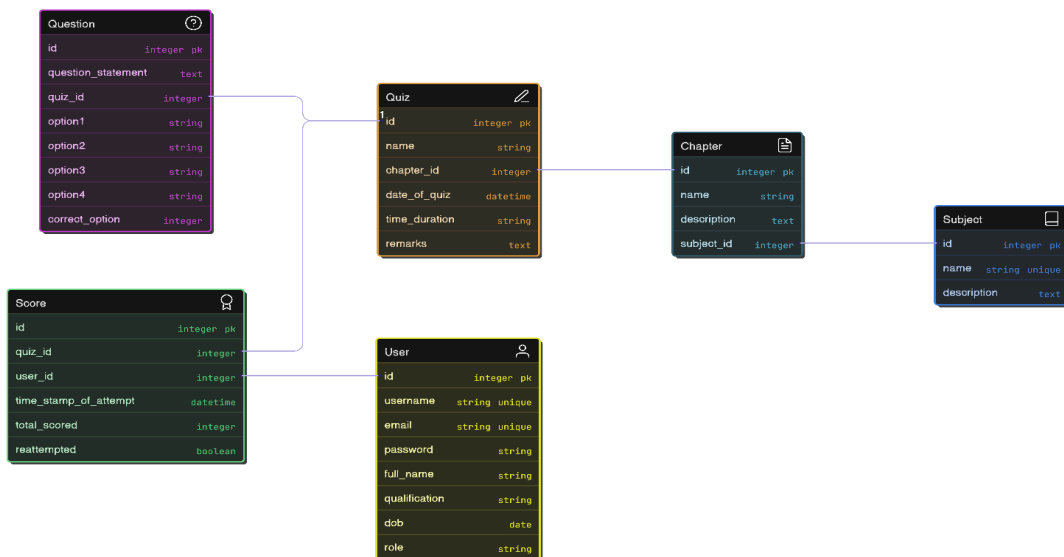 Question
id integer pk
question_statement text
quiz_id integer
option1 string
option2 string
option3 string
option4 string
correct_option integer
Quiz
1
id integer pk
name string
chapter_id integer
date_of_quiz datetime
time_duration string
remarks text
Chapter
id integer pk
name string
description text
subject_id integer
Subject
id integer pk
name string unique
description text
Score
id integer pk
quiz_id integer
user_id integer
time_stamp_of_attempt datetime
total_scored integer
reattempted boolean
User
id integer pk
username string unique
email string unique
password string
full_name string
qualification string
dob date
role string